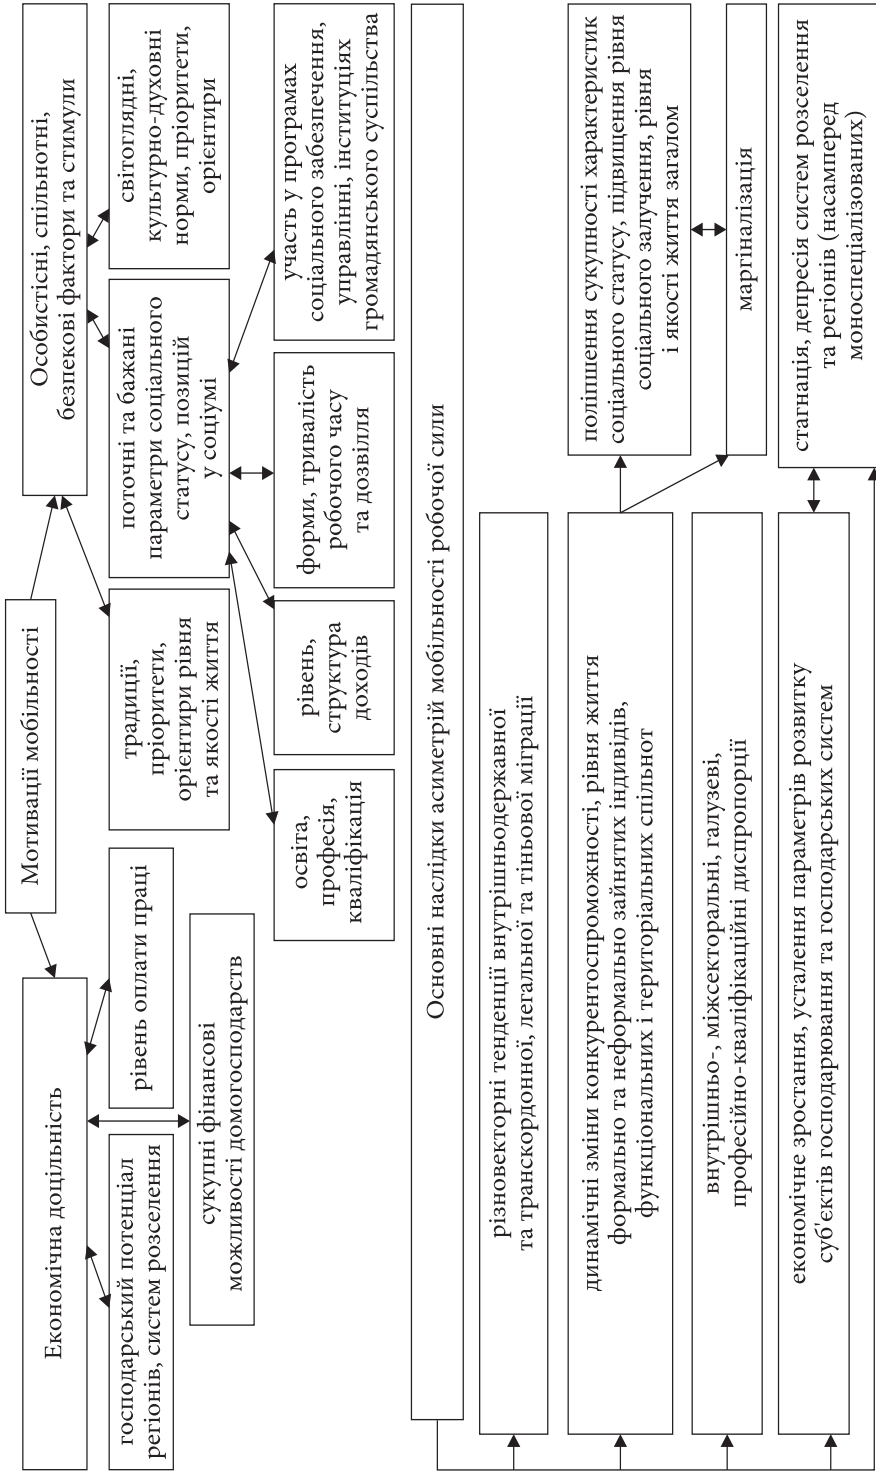 Мотивації мобільності
Економічна доцільність
Особистісні, спільнотні,
безпекові фактори та стимули
господарський потенціал
регіонів, систем розселення
рівень оплати праці
традиції,
пріоритети,
орієнтири рівня
та якості життя
поточні та бажані
параметри соціального
статусу, позицій
у соціумі
світоглядні,
культурно-духовні
норми, пріоритети,
орієнтири
сукупні фінансові
можливості домогосподарств
освіта,
професія,
кваліфікація
рівень,
структура
доходів
форми, тривалість
робочого часу
та дозвілля
участь у програмах
соціального забезпечення,
управлінні, інституціях
громадянського суспільства
Основні наслідки асиметрій мобільності робочої сили
різновекторні тенденції внутрішньодержавної
та транскордонної, легальної та тіньової міграції
динамічні зміни конкурентоспроможності, рівня життя
формально та неформально зайнятих індивідів,
функціональних і територіальних спільнот
поліпшення сукупності характеристик
соціального статусу, підвищення рівня
соціального залучення, рівня
і якості життя загалом
внутрішньо-, міжсекторальні, галузеві,
професійно-кваліфікаційні диспропорції
маргіналізація
економічне зростання, усталення параметрів розвитку
суб'єктів господарювання та господарських систем
стагнація, депресія систем розселення
та регіонів (насамперед
моноспеціалізованих)